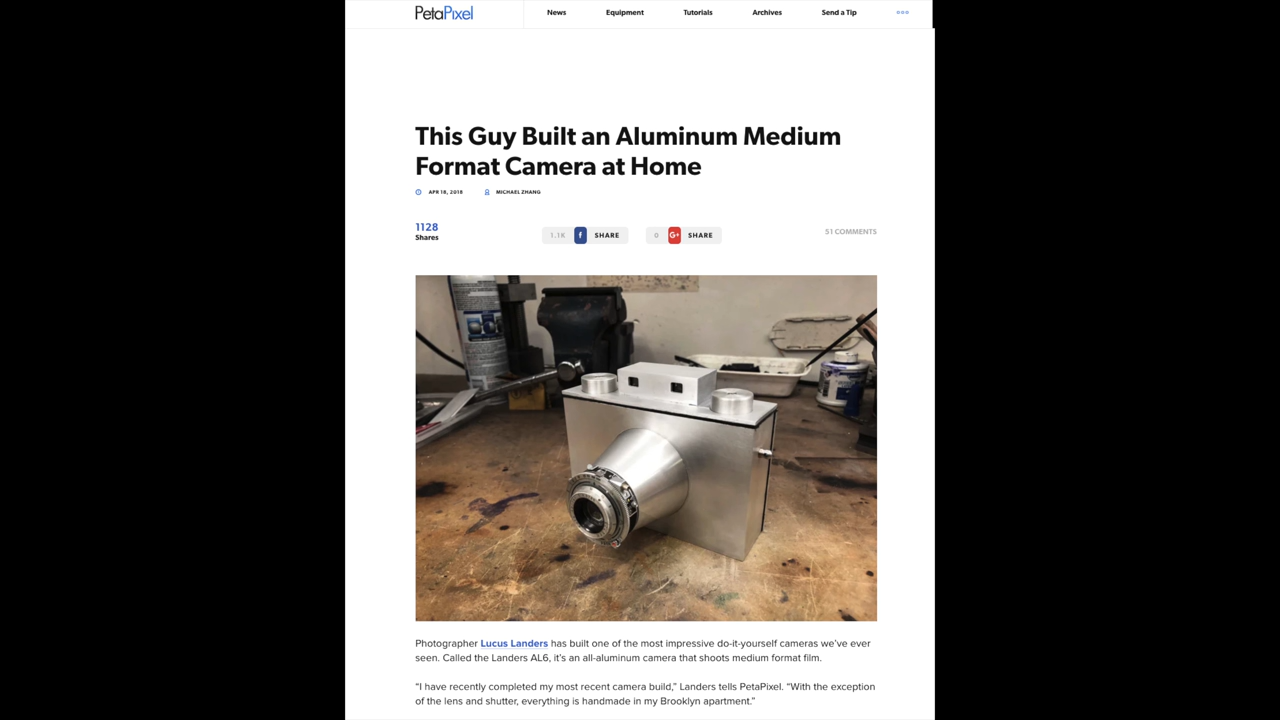 PetaPixel
News
Equipment
Tutorials
Archives
Send a Tip
This Guy Built an Aluminum Medium
Format Camera at Home
APR 18, 2018
MICHAEL ZHANG
1128
Shares
1.1K
f
SHARE
0
G+
SHARE
51 COMMENTS
Photographer Lucus Landers has built one of the most impressive do-it-yourself cameras we’ve ever
seen. Called the Landers AL6, it’s an all-aluminum camera that shoots medium format film.
“I have recently completed my most recent camera build,” Landers tells PetaPixel. “With the exception
of the lens and shutter, everything is handmade in my Brooklyn apartment.”